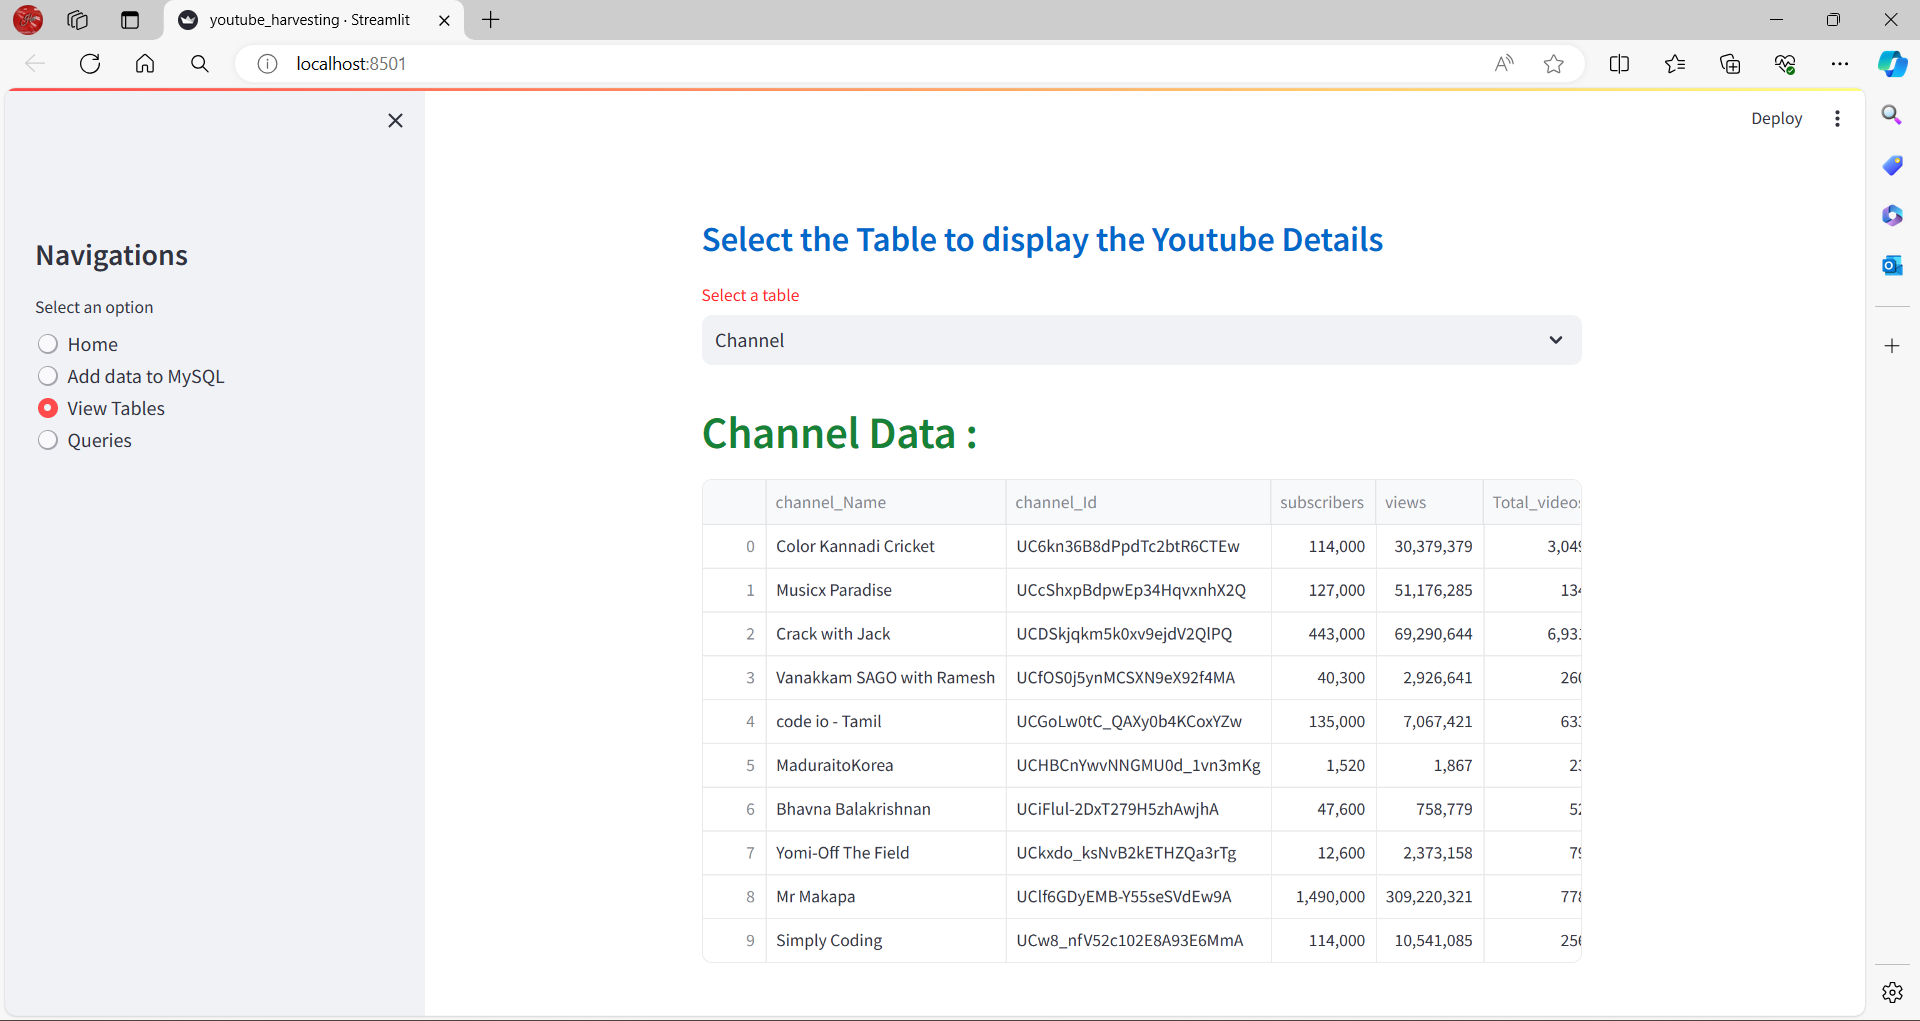 youtube_harvesting · Streamlit
localhost:8501
Deploy
Navigations
Select an option
Home
Add data to MySQL
View Tables
Queries
Select the Table to display the Youtube Details
Select a table
Channel
Channel Data :
channel_Name channel_Id subscribers views
0 Color Kannadi Cricket UC6kn36B8dPpdTc2btR6CTEw 114,000 30,379,379
1 Musicx Paradise UCcShxpBdpwEp34HqvxnhX2Q 127,000 51,176,285
2 Crack with Jack UCDSkjqkm5k0xv9ejdV2QlPQ 443,000 69,290,644
3 Vanakkam SAGO with Ramesh UCfOS0j5ynMCSXN9eX92f4MA 40,300 2,926,641
4 code io - Tamil UCGoLw0tC_QAXy0b4KCoxYZw 135,000 7,067,421
5 MaduraitoKorea UCHBCnYwvNNGMU0d_1vn3mKg 1,520 1,867
6 Bhavna Balakrishnan UCiFlul-2DxT279H5zhAwjhA 47,600 758,779
7 Yomi-Off The Field UCkxdo_ksNvB2kETHZQa3rTg 12,600 2,373,158
8 Mr Makapa UClf6GDyEMB-Y55seSVdEw9A 1,490,000 309,220,321
9 Simply Coding UCw8_nfV52c102E8A93E6MmA 114,000 10,541,085